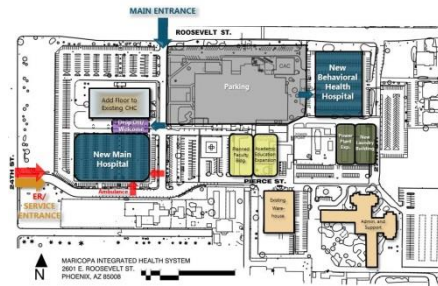 MAIN ENTRANCE
ROOSEVELT ST.
OAC
Parking
New
Behavioral
Health
Hospital
Add Floor to
Existing CHC
Drop Off/
Welcome
New Main
Hospital
Planned
Faculty
Bldg.
Academic
Education
Expansion
Power
Plant
Exp.
New
Laundry
Building
24TH ST.
ER/
SERVICE
ENTRANCE
Ambulance
PIERCE ST.
Existing
Ware-
house
Admin. and
Support
N
MARICOPA INTEGRATED HEALTH SYSTEM
2601 E. ROOSEVELT ST.
PHOENIX, AZ 85008